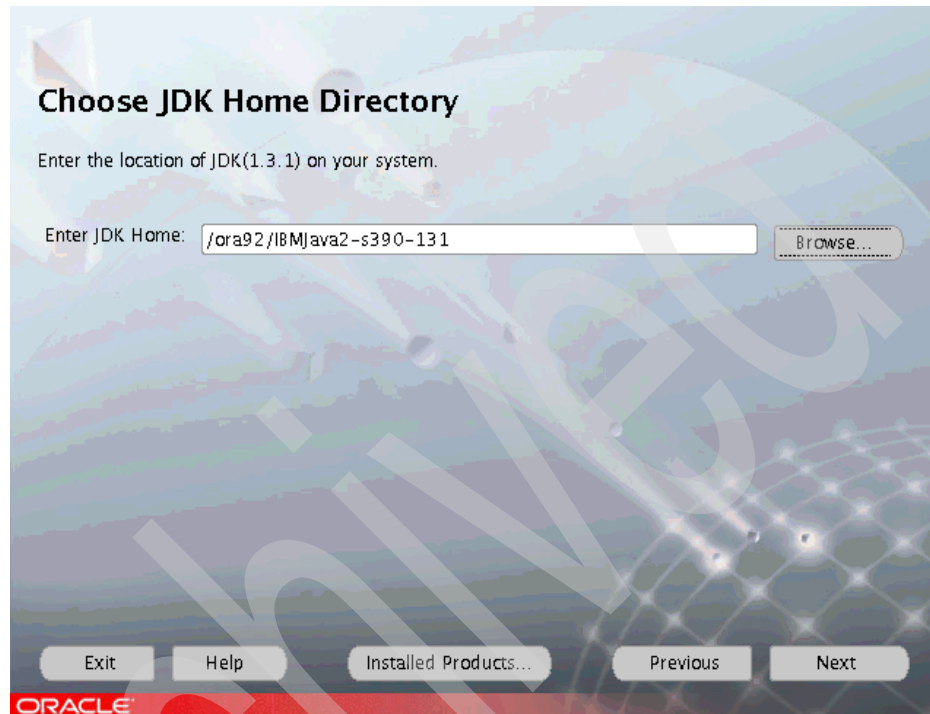 Choose JDK Home Directory
Enter the location of JDK(1.3.1) on your system.
Enter JDK Home: /ora92/IBMJava2-s390-131 Browse...
Exit Help Installed Products... Previous Next
ORACLE